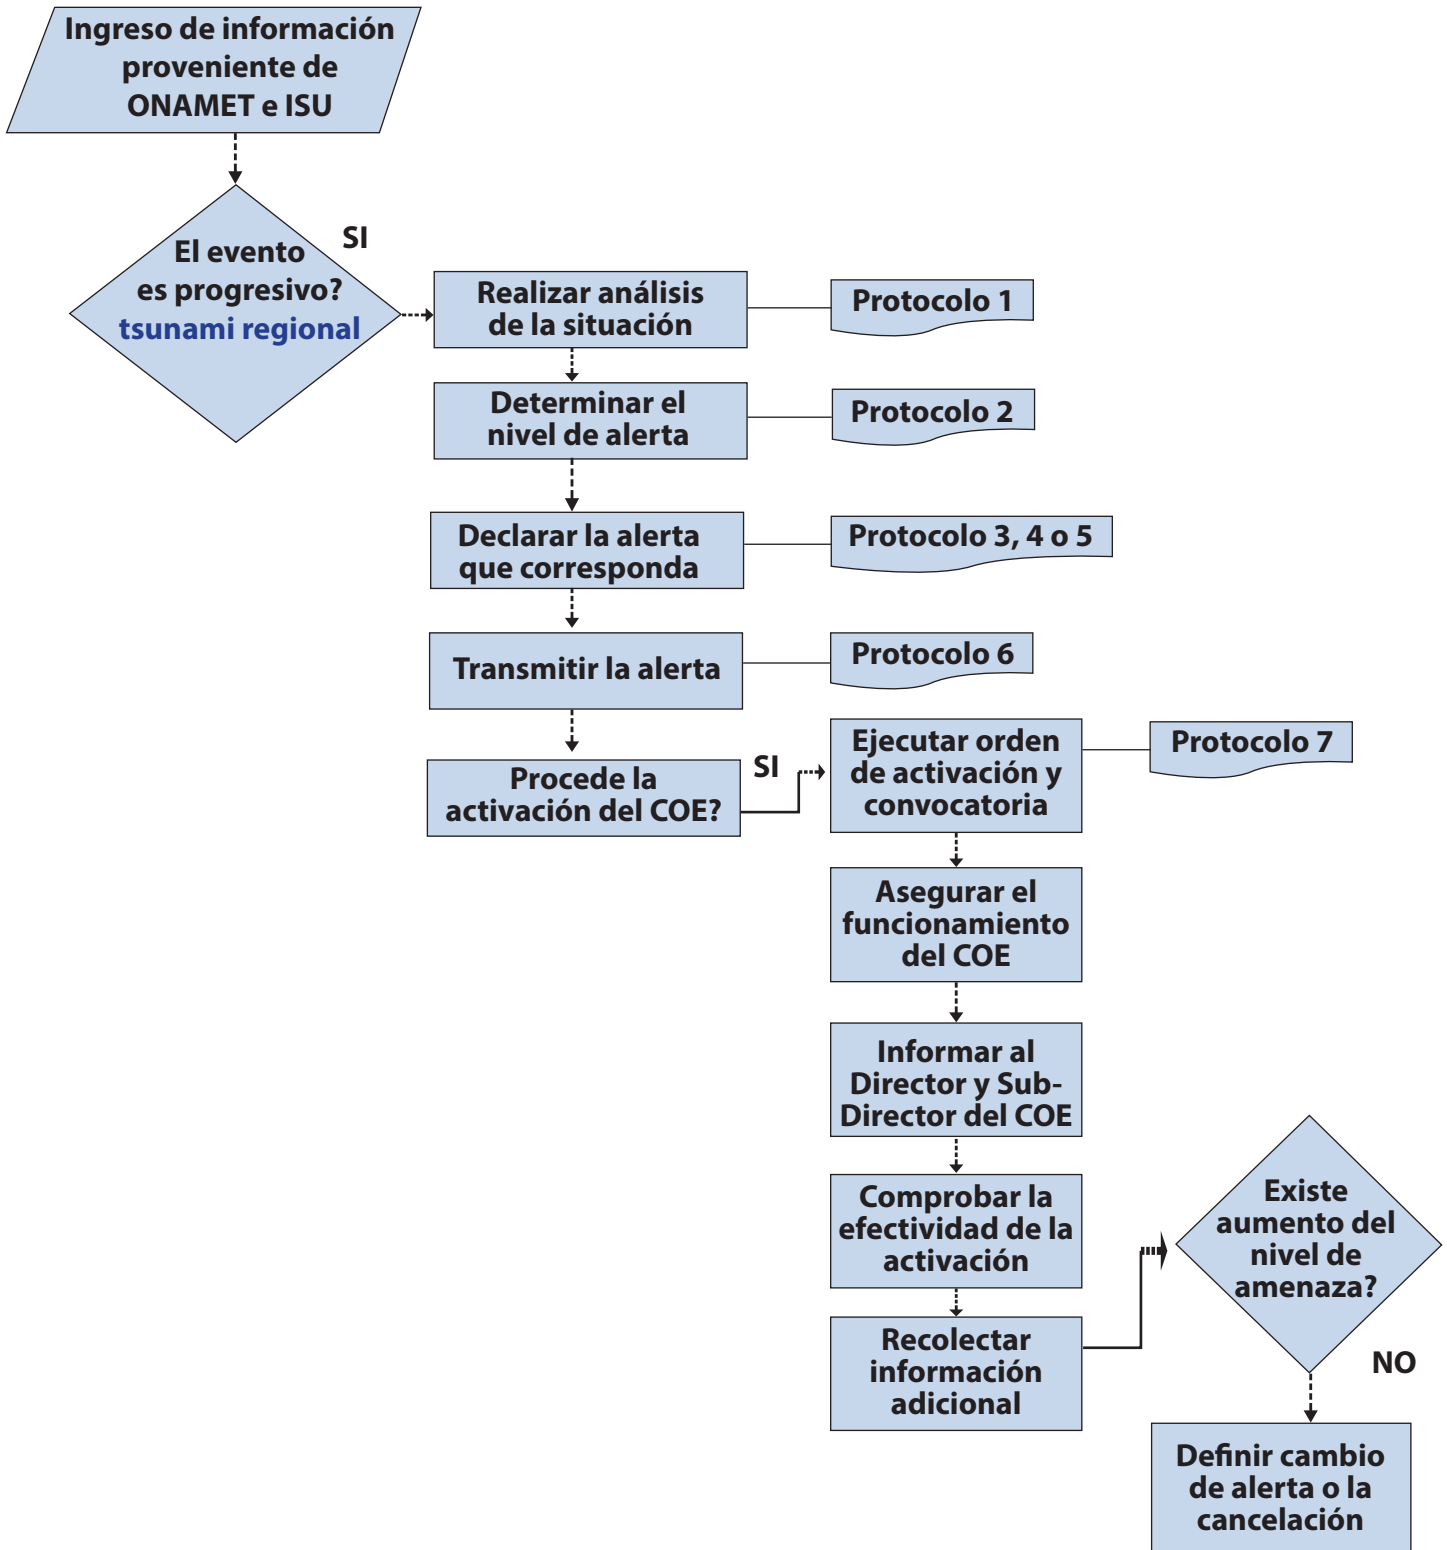 Ingreso de información
proveniente de
ONAMET e ISU
El evento
es progresivo?
tsunami regional
SI
Realizar análisis
de la situación
Protocolo 1
Determinar el
nivel de alerta
Protocolo 2
Declarar la alerta
que corresponda
Protocolo 3, 4 o 5
Transmitir la alerta
Protocolo 6
Procede la
activación del COE?
SI
Ejecutar orden
de activación y
convocatoria
Protocolo 7
Asegurar el
funcionamiento
del COE
Informar al
Director y Sub-
Director del COE
Comprobar la
efectividad de la
activación
Recolectar
información
adicional
Existe
aumento del
nivel de
amenaza?
NO
Definir cambio
de alerta o la
cancelación